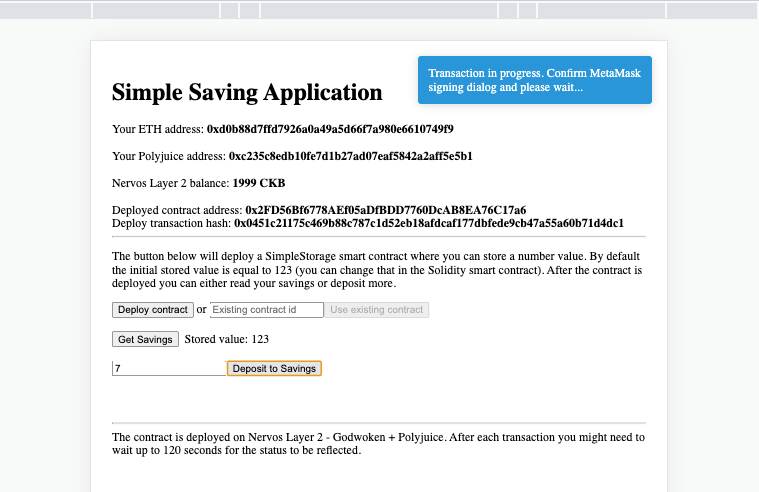 Transaction in progress. Confirm MetaMask
signing dialog and please wait...
Simple Saving Application
Your ETH address: 0xd0b88d7ffd7926a0a49a5d66f7a980e6610749f9
Your Polyjuice address: 0xc235c8edb10fe7d1b27ad07eaf5842a2aff5e5b1
Nervos Layer 2 balance: 1999 CKB
Deployed contract address: 0x2FD56Bf6778AEf05aDfBDD7760DcAB8EA76C17a6
Deploy transaction hash: 0x0451c21175c469b88c787c1d52eb18afdcaf177dbfede9cb47a55a60b71d4dc1
The button below will deploy a SimpleStorage smart contract where you can store a number value. By default
the initial stored value is equal to 123 (you can change that in the Solidity smart contract). After the contract is
deployed you can either read your savings or deposit more.
Deploy contract or Existing contract id Use existing contract
Get Savings Stored value: 123
7 Deposit to Savings
The contract is deployed on Nervos Layer 2 - Godwoken + Polyjuice. After each transaction you might need to
wait up to 120 seconds for the status to be reflected.